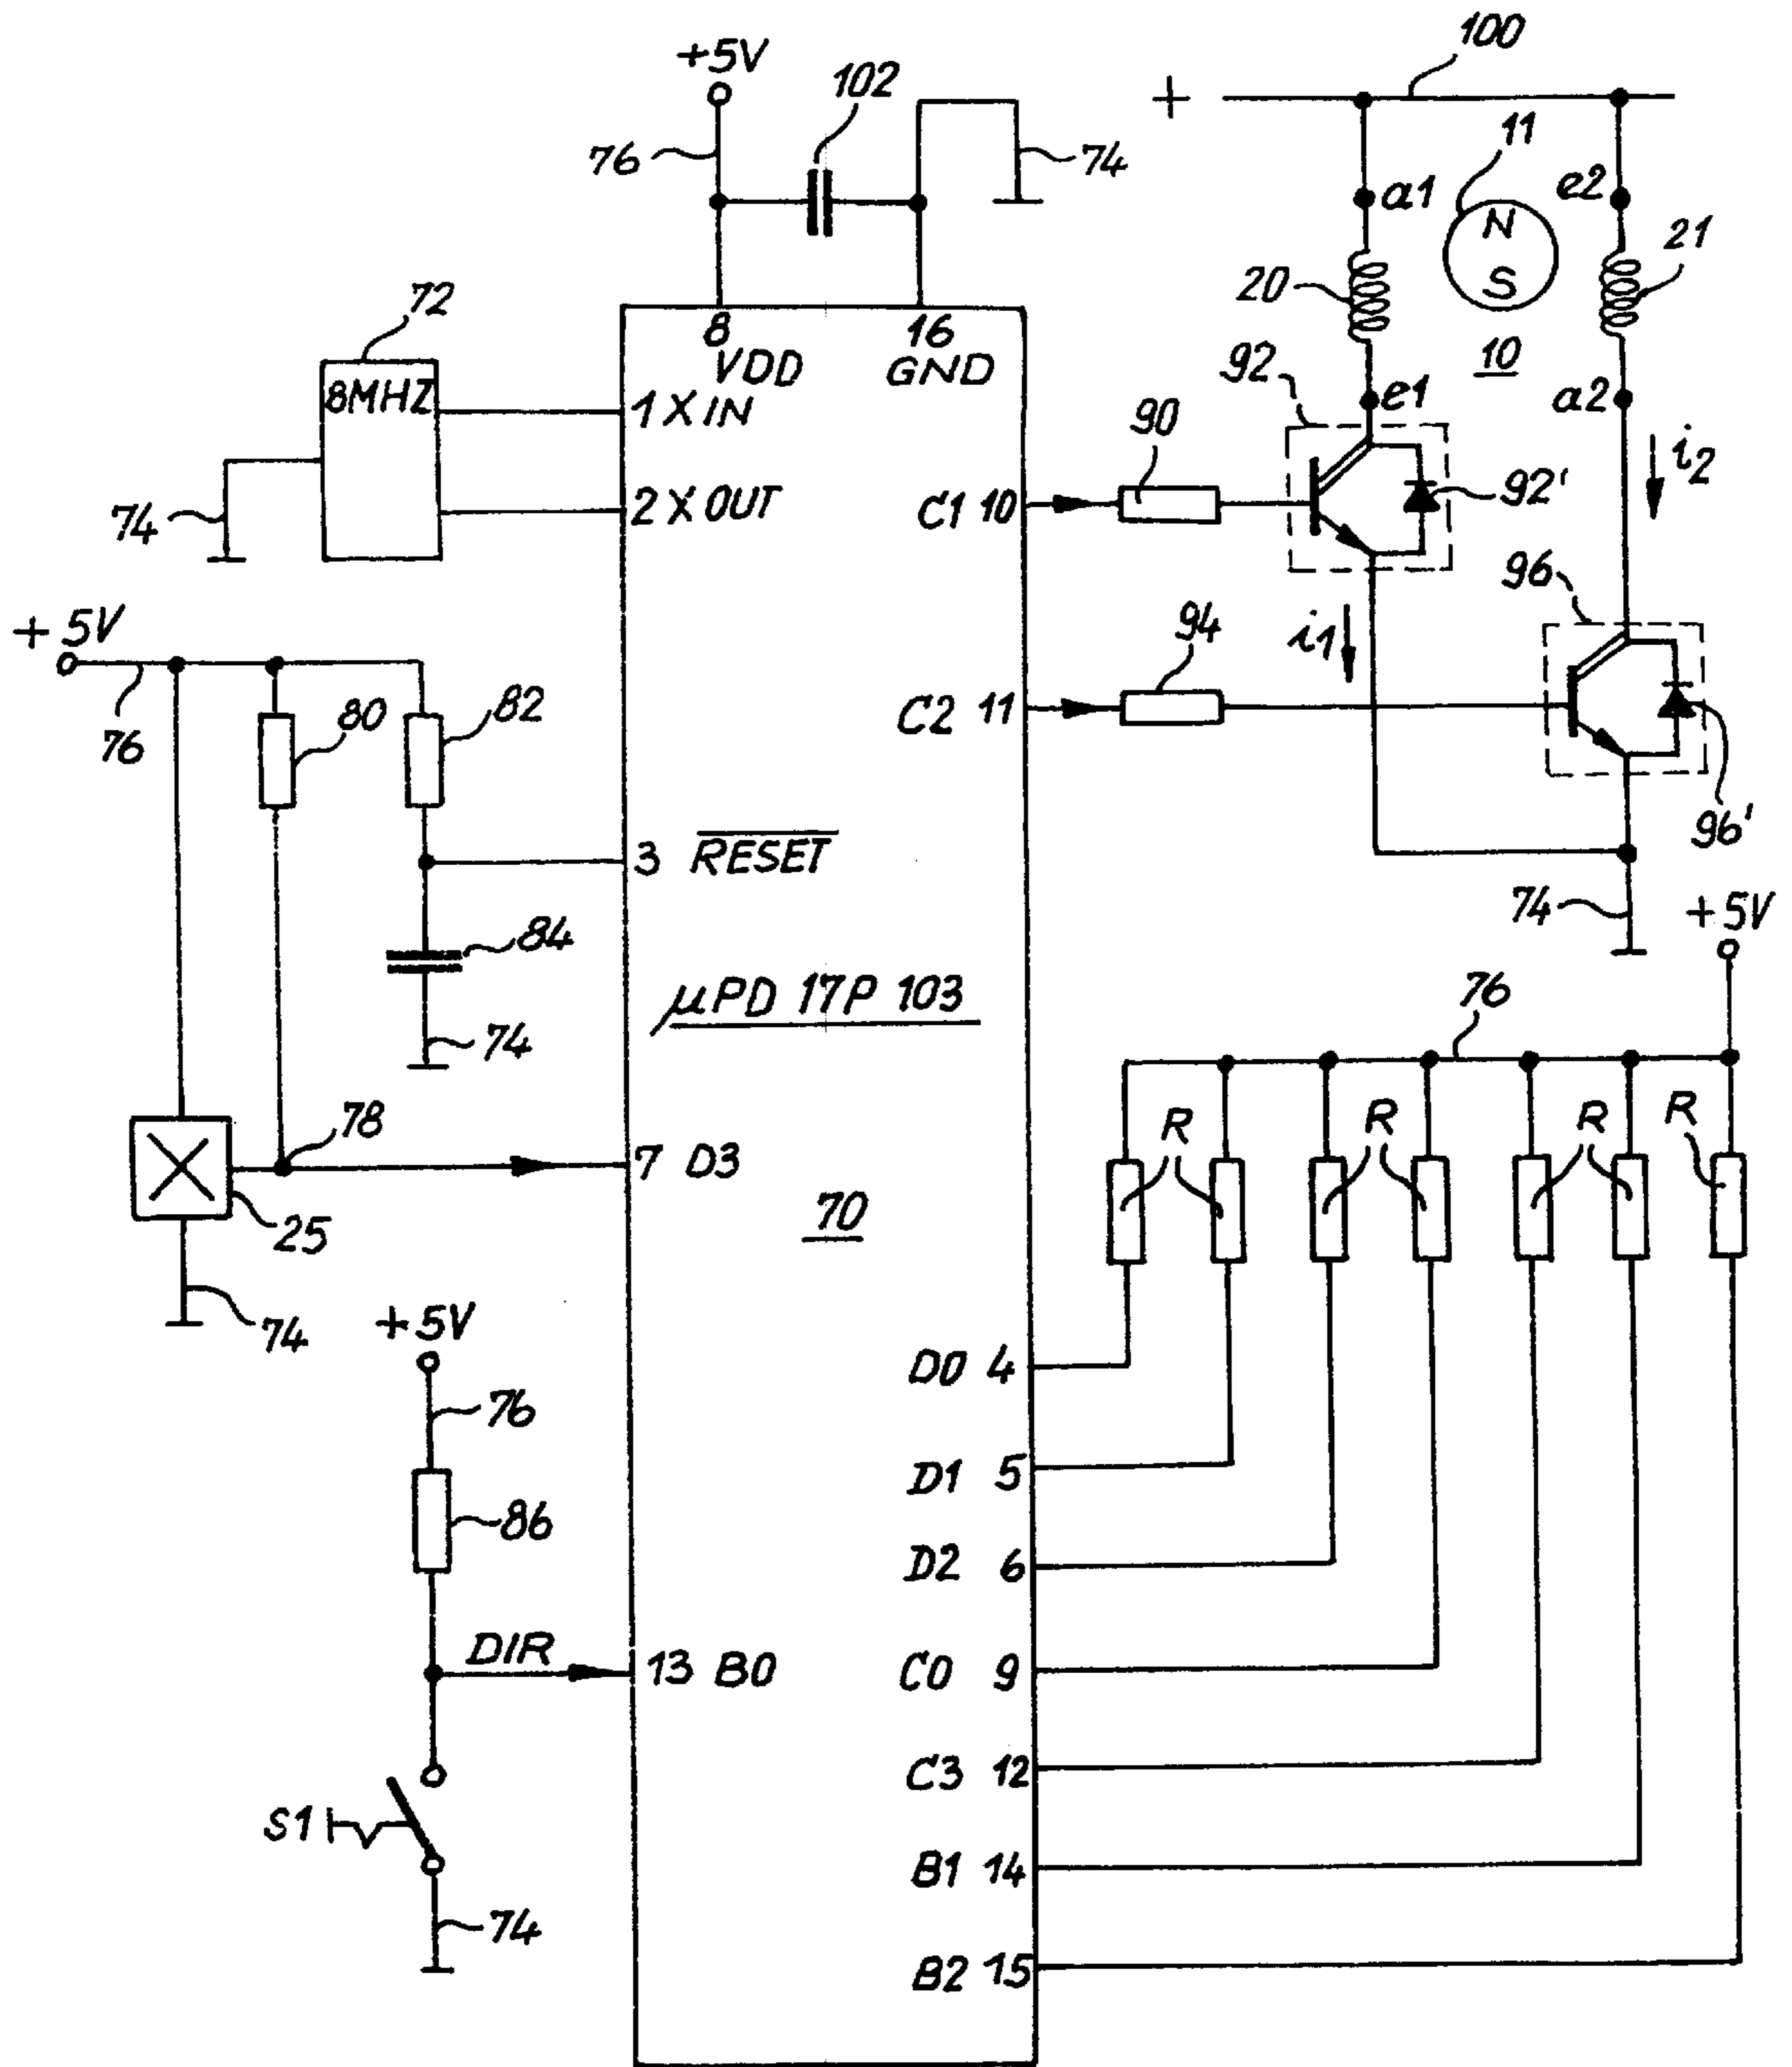 100
+5V
102
+
11
76
74
a1
e2
N
S
21
20
72
8
VDD
16
GND
10
8MHZ
1 X IN
92
e1
a2
90
i2
74
2 X OUT
C1 10
92'
+5V
96
94
i1
76
80
82
C2 11
96'
3 RESET
74
+5V
84
µPD 17P 103
76
74
78
R
R
R
R
7 D3
25
70
74
+5V
D0 4
76
D1 5
86
D2 6
DIR
13 B0
C0 9
C3 12
S1
B1 14
74
B2 15